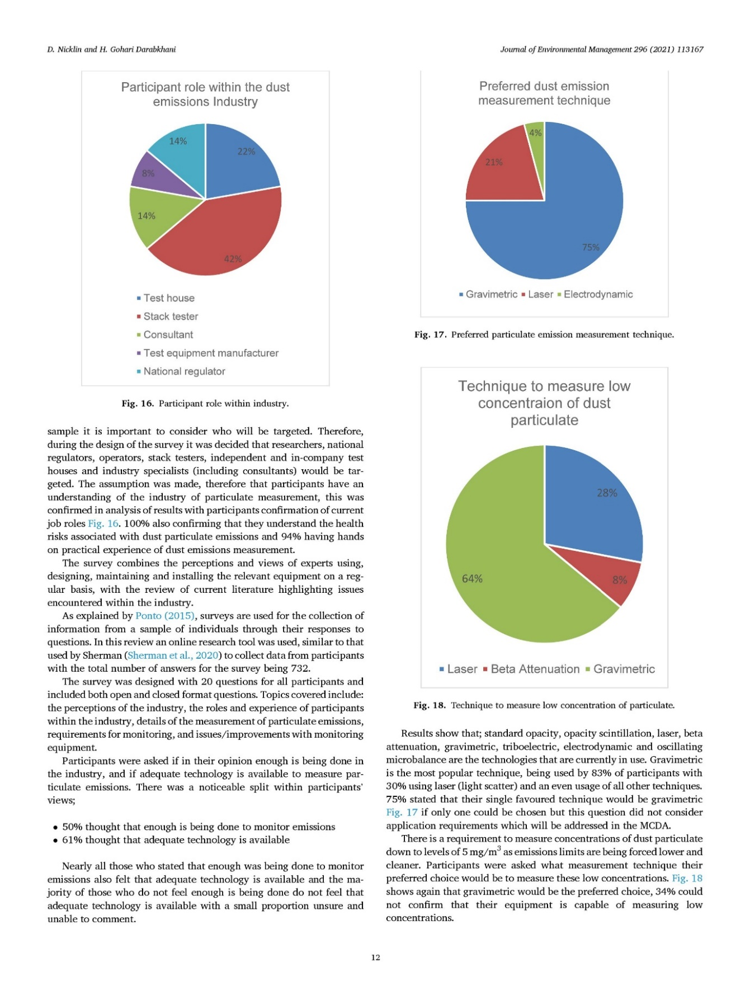 D. Nicklin and H. Gohari Darabkhani
Journal of Environmental Management 296 (2021) 113167
Participant role within the dust
emissions Industry
14%
22%
8%
14%
42%
Test house
Stack tester
Consultant
Test equipment manufacturer
National regulator
Fig. 16. Participant role within industry.
sample it is important to consider who will be targeted. Therefore,
during the design of the survey it was decided that researchers, national
regulators, operators, stack testers, independent and in-company test
houses and industry specialists (including consultants) would be tar-
geted. The assumption was made, therefore that participants have an
understanding of the industry of particulate measurement, this was
confirmed in analysis of results with participants confirmation of current
job roles Fig. 16. 100% also confirming that they understand the health
risks associated with dust particulate emissions and 94% having hands
on practical experience of dust emissions measurement.
The survey combines the perceptions and views of experts using,
designing, maintaining and installing the relevant equipment on a reg-
ular basis, with the review of current literature highlighting issues
encountered within the industry.
As explained by Ponto (2015), surveys are used for the collection of
information from a sample of individuals through their responses to
questions. In this review an online research tool was used, similar to that
used by Sherman (Sherman et al., 2020) to collect data from participants
with the total number of answers for the survey being 732.
The survey was designed with 20 questions for all participants and
included both open and closed format questions. Topics covered include:
the perceptions of the industry, the roles and experience of participants
within the industry, details of the measurement of particulate emissions,
requirements for monitoring, and issues/improvements with monitoring
equipment.
Participants were asked if in their opinion enough is being done in
the industry, and if adequate technology is available to measure par-
ticulate emissions. There was a noticeable split within participants'
views;
• 50% thought that enough is being done to monitor emissions
• 61% thought that adequate technology is available
Nearly all those who stated that enough was being done to monitor
emissions also felt that adequate technology is available and the ma-
jority of those who do not feel enough is being done do not feel that
adequate technology is available with a small proportion unsure and
unable to comment.
Preferred dust emission
measurement technique
4%
21%
75%
Gravimetric Laser Electrodynamic
Fig. 17. Preferred particulate emission measurement technique.
Technique to measure low
concentraion of dust
particulate
28%
64%
8%
Laser Beta Attenuation Gravimetric
Fig. 18. Technique to measure low concentration of particulate.
Results show that; standard opacity, opacity scintillation, laser, beta
attenuation, gravimetric, triboelectric, electrodynamic and oscillating
microbalance are the technologies that are currently in use. Gravimetric
is the most popular technique, being used by 83% of participants with
30% using laser (light scatter) and an even usage of all other techniques.
75% stated that their single favoured technique would be gravimetric
Fig. 17 if only one could be chosen but this question did not consider
application requirements which will be addressed in the MCDA.
There is a requirement to measure concentrations of dust particulate
down to levels of 5 mg/m³ as emissions limits are being forced lower and
cleaner. Participants were asked what measurement technique their
preferred choice would be to measure these low concentrations. Fig. 18
shows again that gravimetric would be the preferred choice, 34% could
not confirm that their equipment is capable of measuring low
concentrations.
12